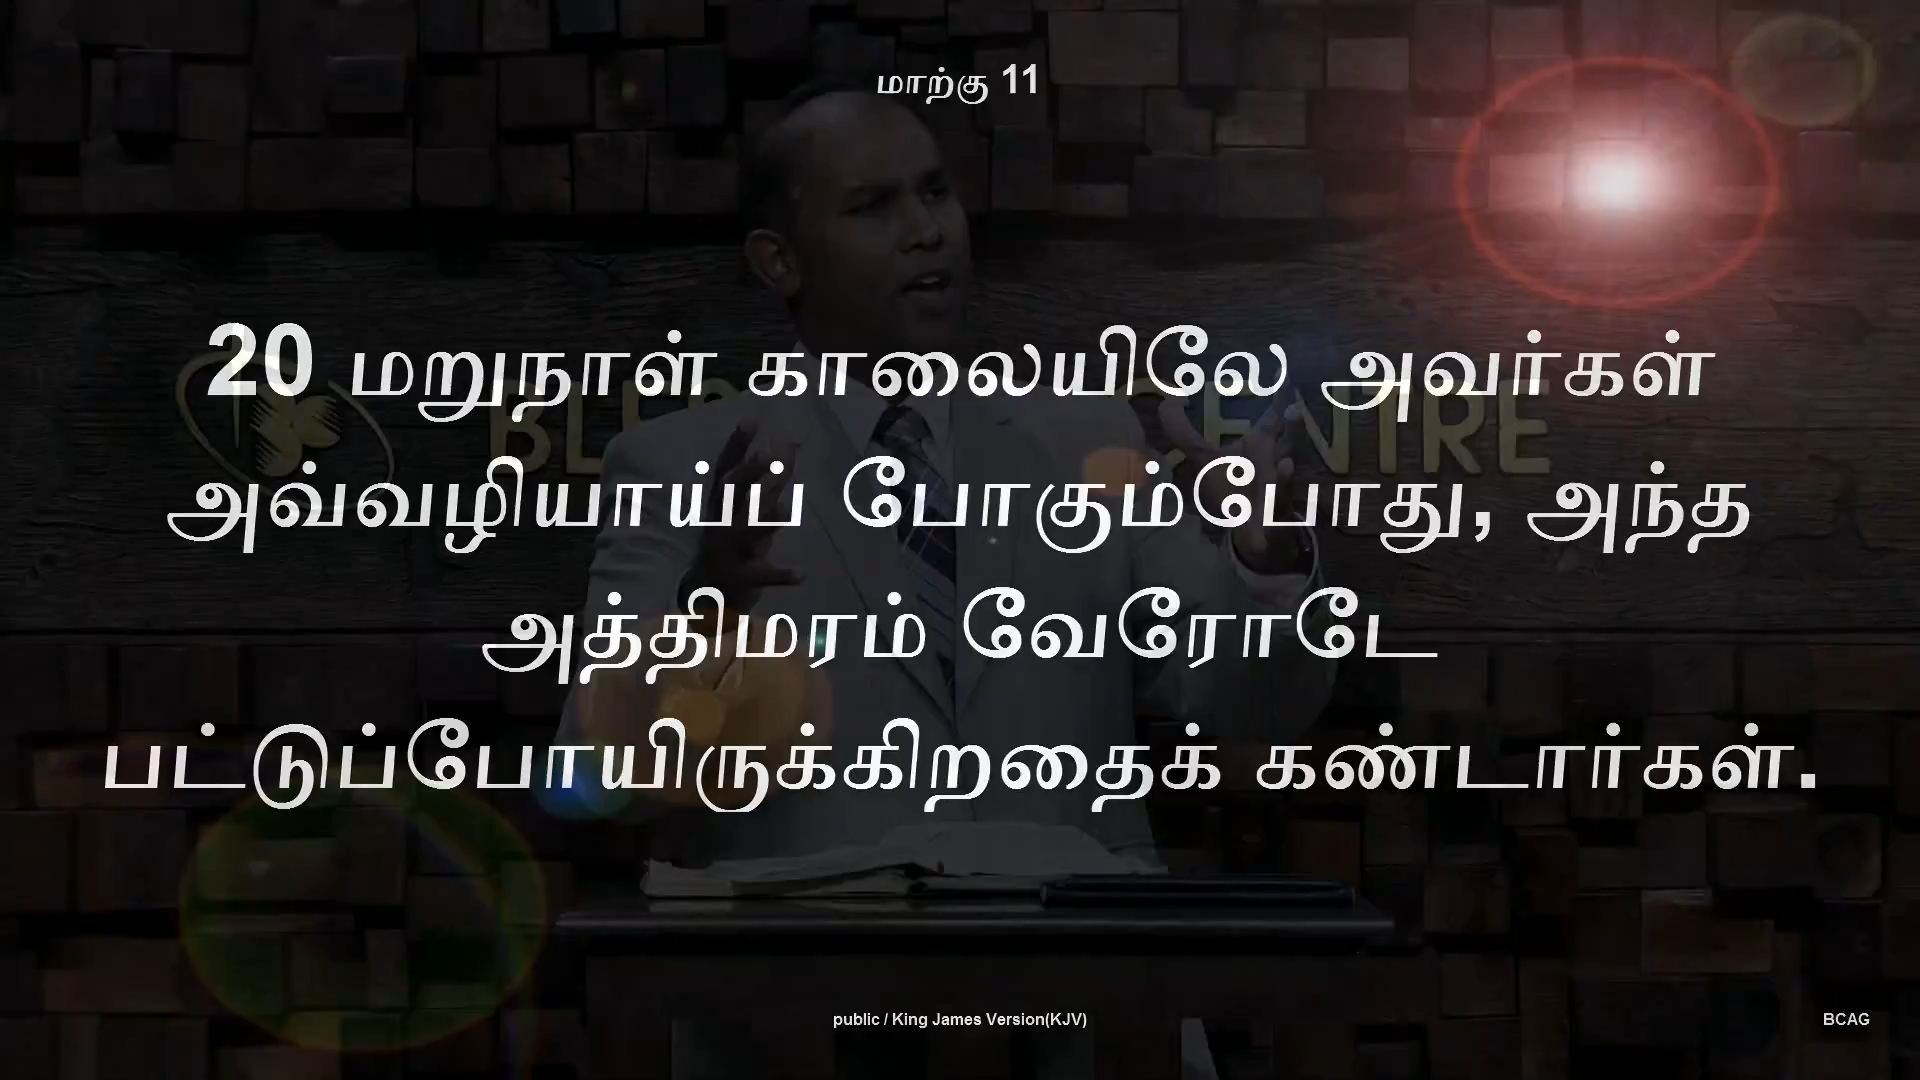 மாற்கு 11
20 மறுநாள் காலையிலே அவர்கள்
அவ்வழியாய்ப் போகும்போது, அந்த
அத்திமரம் வேரோடே
பட்டுப்போயிருக்கிறதைக் கண்டார்கள்.
CENTRE
public / King James Version(KJV)
BCAG